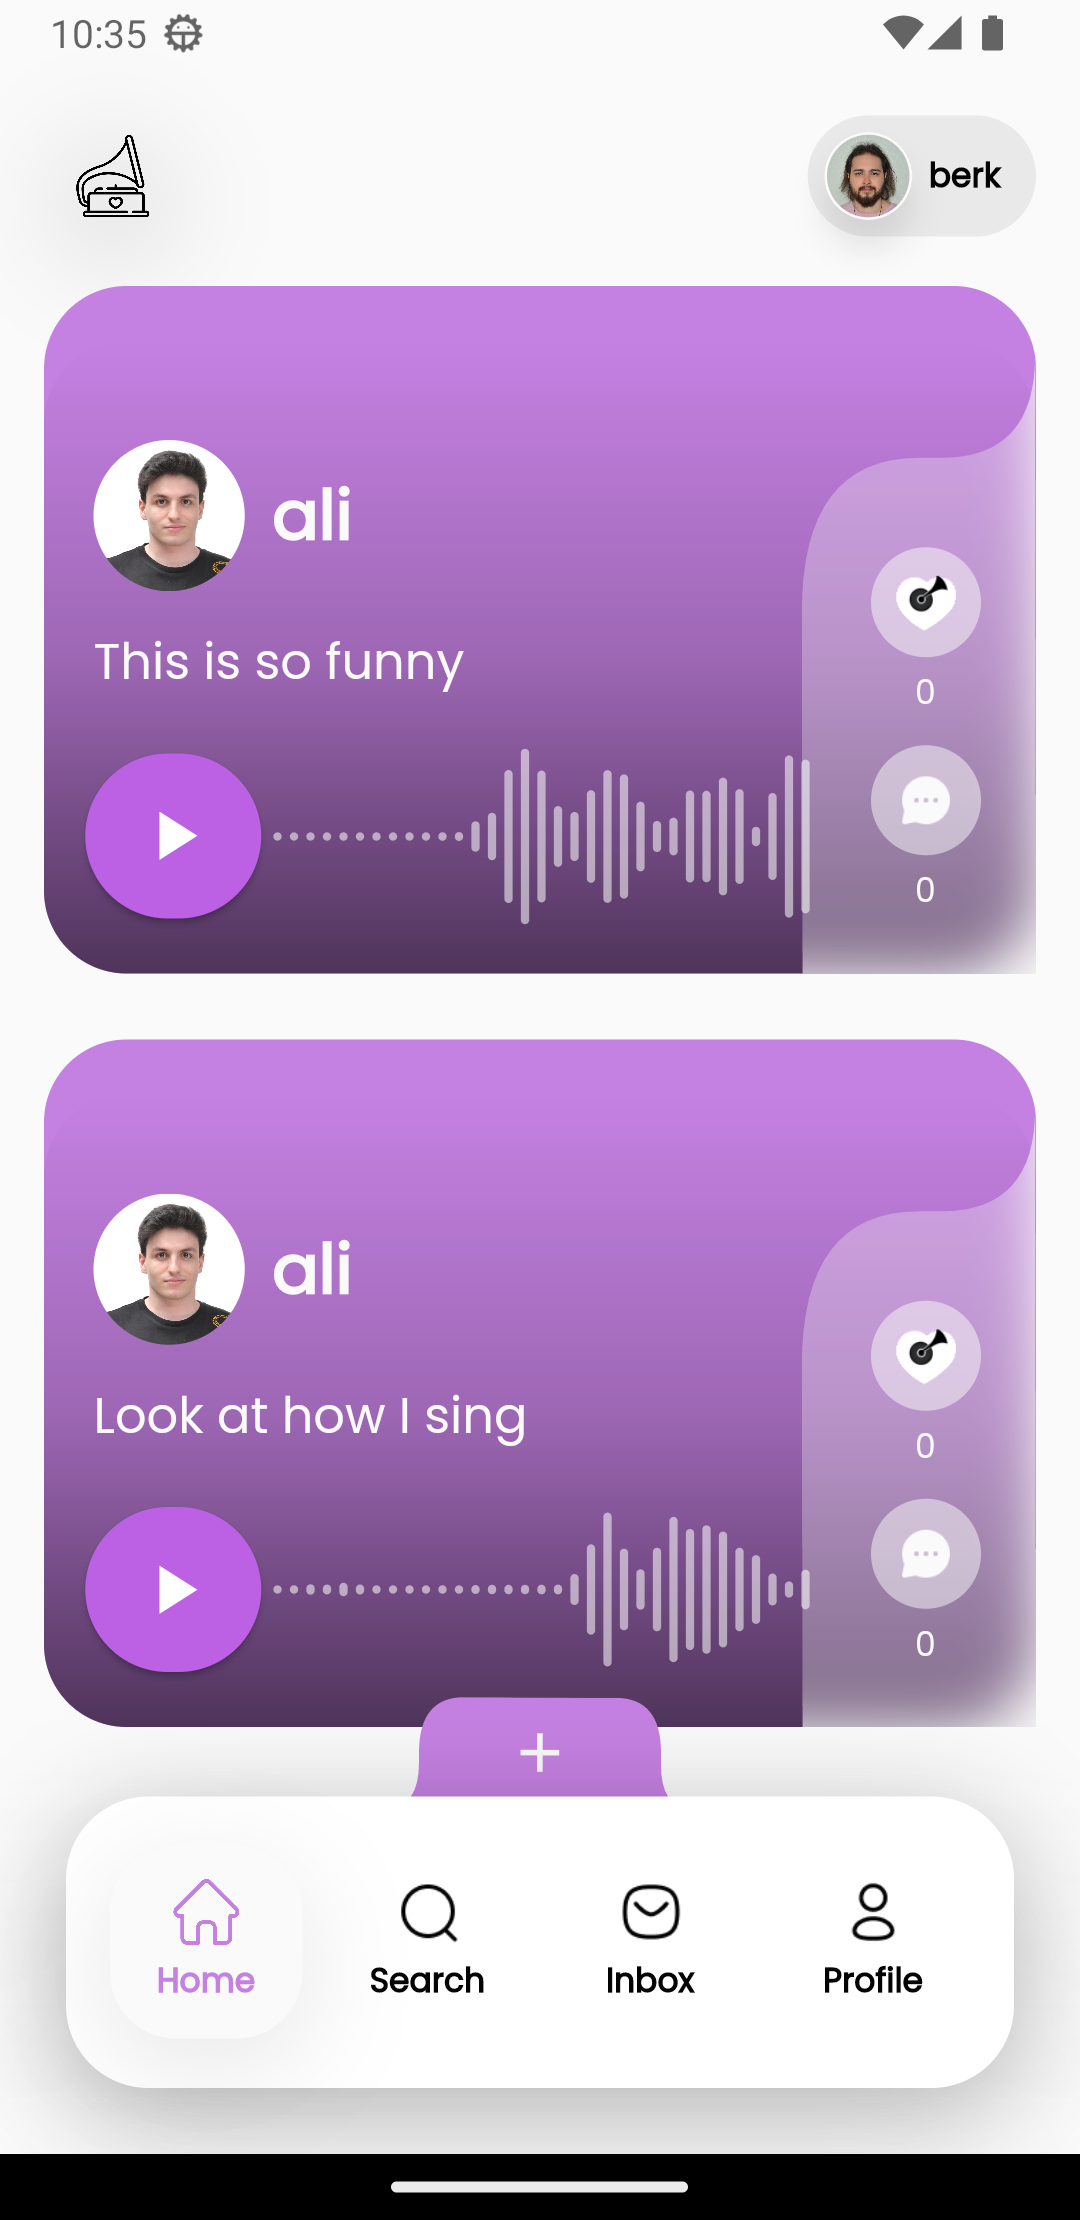 10:35
berk
ali
This is so funny
0
0
ali
Look at how I sing
0
0
+
Home
Search
Inbox
Profile